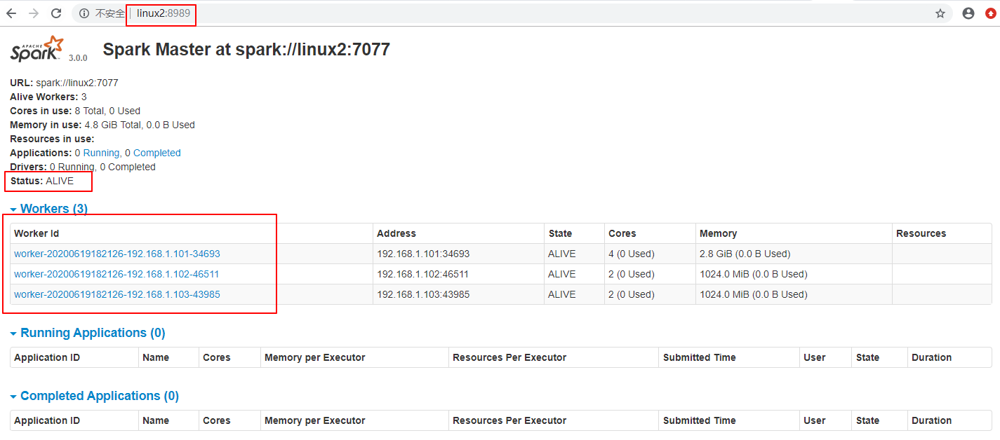 不安全 linux2:8989
APACHE Spark 3.0.0 Spark Master at spark://linux2:7077
URL: spark://linux2:7077
Alive Workers: 3
Cores in use: 8 Total, 0 Used
Memory in use: 4.8 GiB Total, 0.0 B Used
Resources in use:
Applications: 0 Running, 0 Completed
Drivers: 0 Running, 0 Completed
Status: ALIVE
Workers (3)
Worker Id Address State Cores Memory Resources
worker-20200619182126-192.168.1.101-34693 192.168.1.101:34693 ALIVE 4 (0 Used) 2.8 GiB (0.0 B Used)
worker-20200619182126-192.168.1.102-46511 192.168.1.102:46511 ALIVE 2 (0 Used) 1024.0 MiB (0.0 B Used)
worker-20200619182126-192.168.1.103-43985 192.168.1.103:43985 ALIVE 2 (0 Used) 1024.0 MiB (0.0 B Used)
Running Applications (0)
Application ID Name Cores Memory per Executor Resources Per Executor Submitted Time User State Duration
Completed Applications (0)
Application ID Name Cores Memory per Executor Resources Per Executor Submitted Time User State Duration